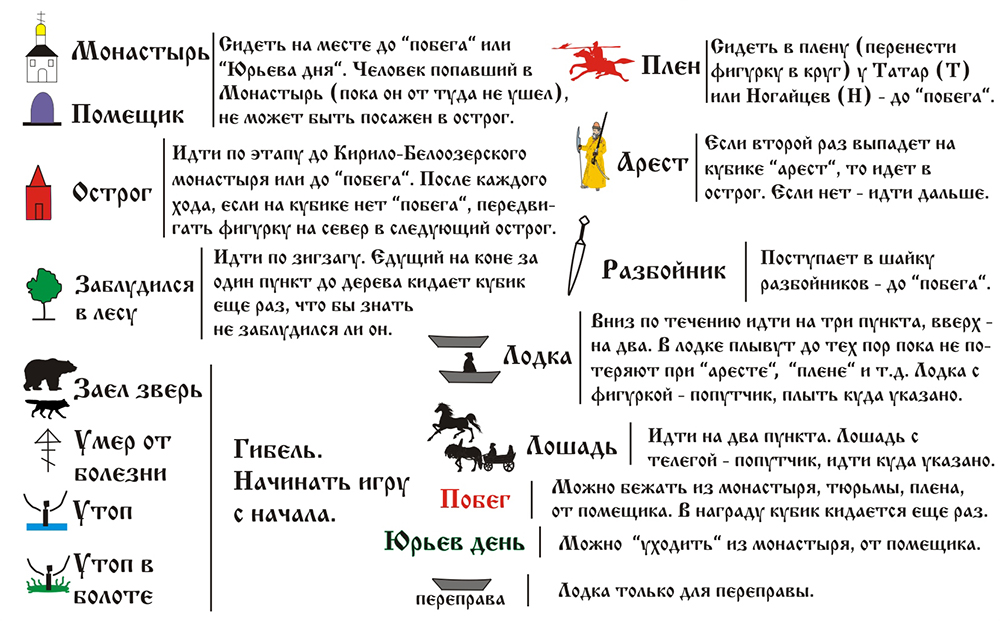 Монастырь
Помещик
Сидеть на месте до “побега“ или
“Юрьева дня“. Человек попавший в
Монастырь (пока он от туда не ушел),
не может быть посажен в острог.
Острог
Идти по этапу до Кирило-Белоозерского
монастыря или до “побега“. После каждого
хода, если на кубике нет “побега“, передви-
гать фигурку на север в следующий острог.
Заблудился
в лесу
Идти по зигзагу. Едущий на коне за
один пункт до дерева кидает кубик
еще раз, что бы знать
не заблудился ли он.
Заел зверь
Умер от
болезни
Утоп
Утоп в
болоте
Гибель.
Начинать игру
с начала.
Плен
Сидеть в плену (перенести
фигурку в круг) у Татар (Т)
или Ногайцев (Н) - до “побега“.
Арест
Если второй раз выпадет на
кубике “арест“, то идет в
острог. Если нет - идти дальше.
Разбойник
Поступает в шайку
разбойников - до “побега“.
Лодка
Вниз по течению идти на три пункта, вверх -
на два. В лодке плывут до тех пор пока не по-
теряют при “аресте“, “плене“ и т.д. Лодка с
фигуркой - попутчик, плыть куда указано.
Лошадь
Идти на два пункта. Лошадь с
телегой - попутчик, идти куда указано.
Побег
Можно бежать из монастыря, тюрьмы, плена,
от помещика. В награду кубик кидается еще раз.
Юрьев день
Можно “уходить“ из монастыря, от помещика.
переправа
Лодка только для переправы.